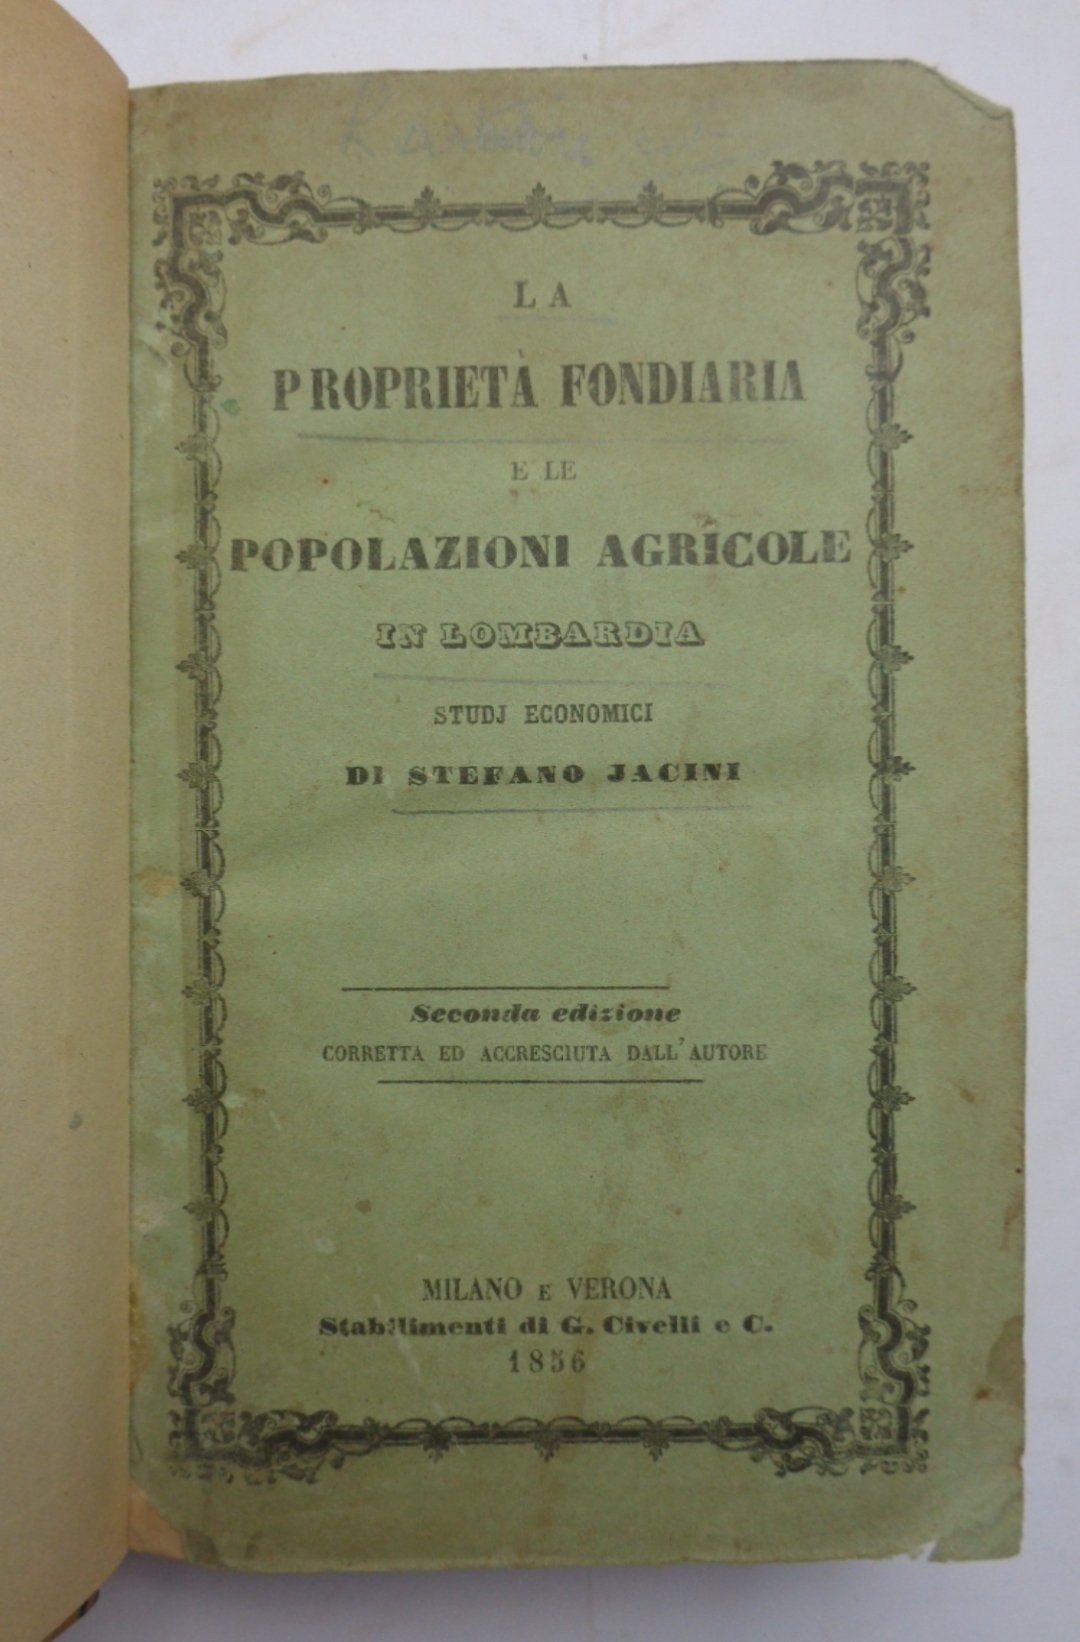 LA
PROPRIETÀ FONDIARIA
E LE
POPOLAZIONI AGRICOLE
IN LOMBARDIA
STUDJ ECONOMICI
DI STEFANO JACINI
Seconda edizione
CORRETTA ED ACCRESCIUTA DALL'AUTORE
MILANO E VERONA
Stabilimenti di G. Civelli e C.
1856